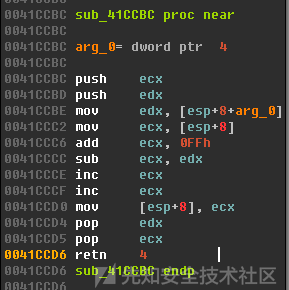 0041CCBC
0041CCBC sub_41CCBC proc near
0041CCBC
0041CCBC arg_0= dword ptr  4
0041CCBC
0041CCBC push    ecx
0041CCBD push    edx
0041CCBE mov     edx, [esp+8+arg_0]
0041CCC2 mov     ecx, [esp+8]
0041CCC6 add     ecx, 0FFh
0041CCCC sub     ecx, edx
0041CCCE inc     ecx
0041CCCF inc     ecx
0041CCD0 mov     [esp+8], ecx
0041CCD4 pop     edx
0041CCD5 pop     ecx
0041CCD6 retn    4
0041CCD6 sub_41CCBC endp
先知安全技术社区